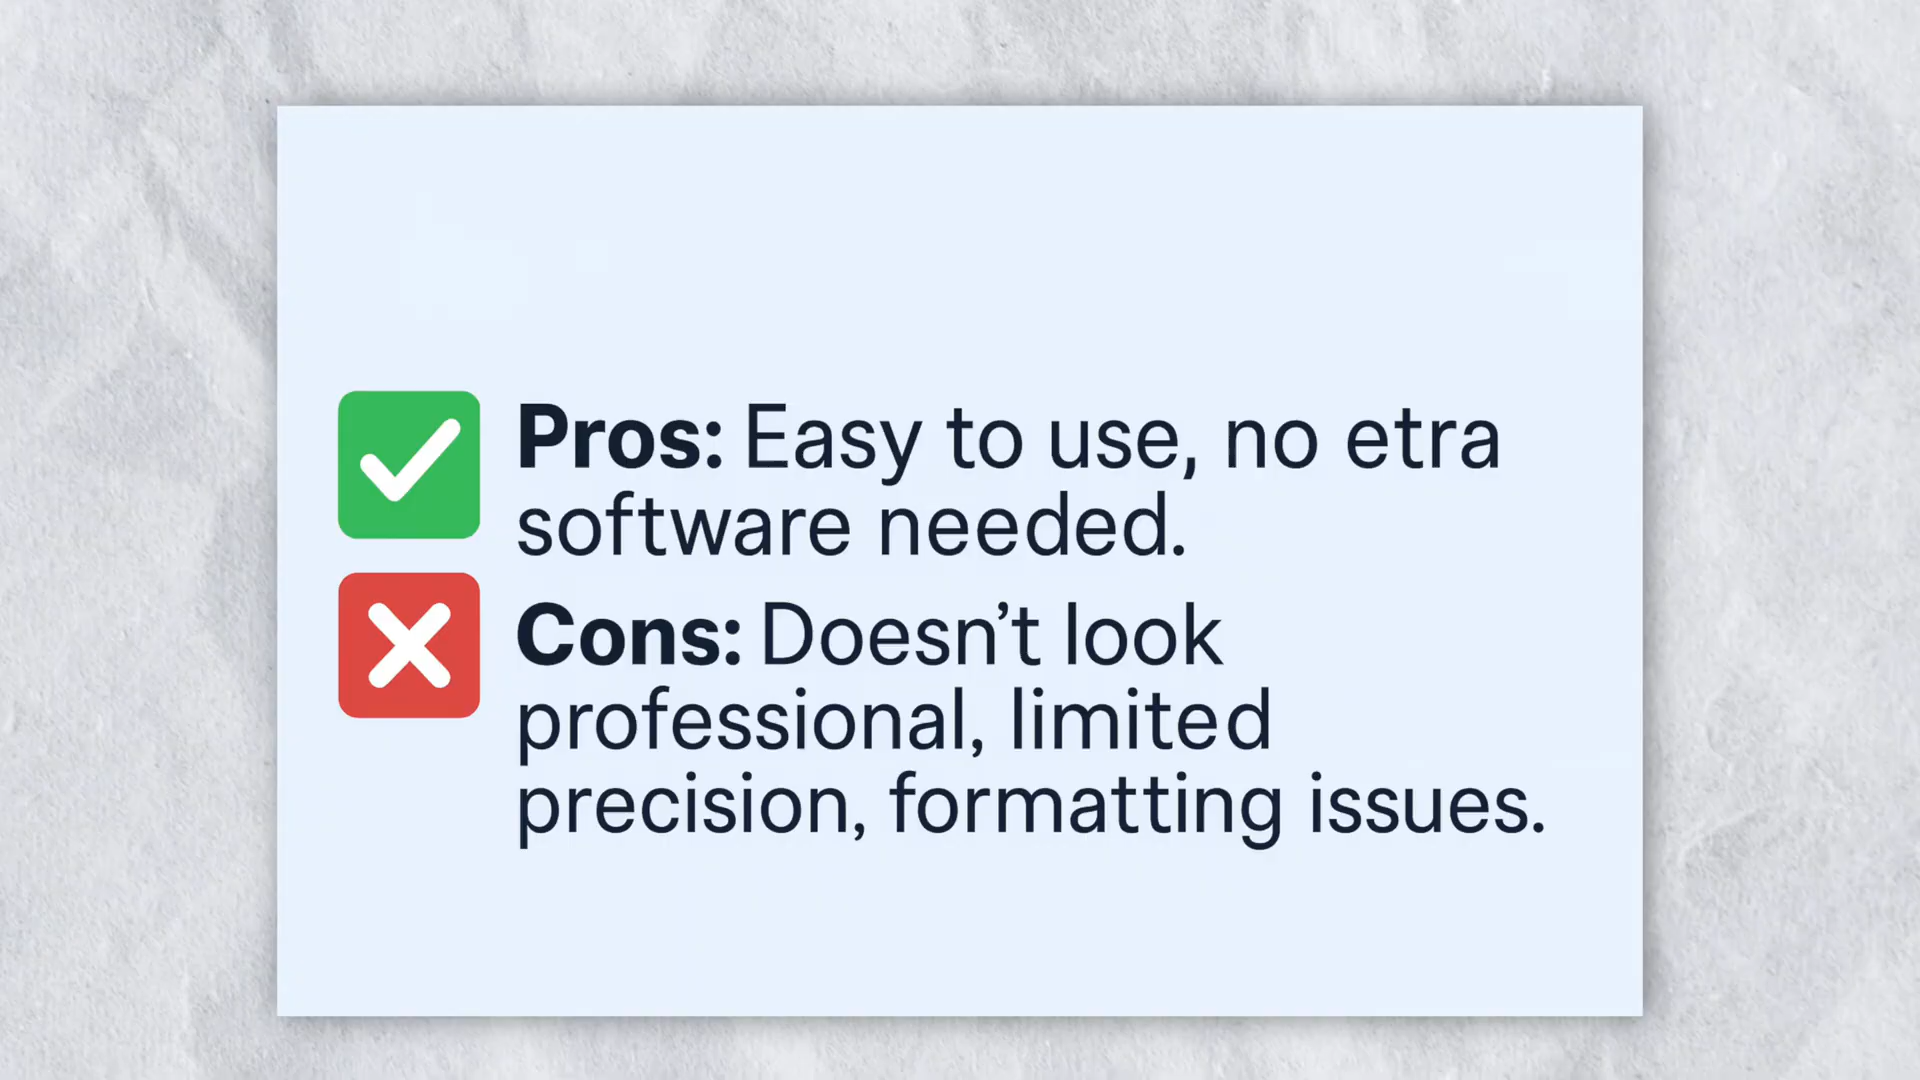 Pros: Easy to use, no etra
software needed.
Cons: Doesn’t look
professional, limited
precision, formatting issues.